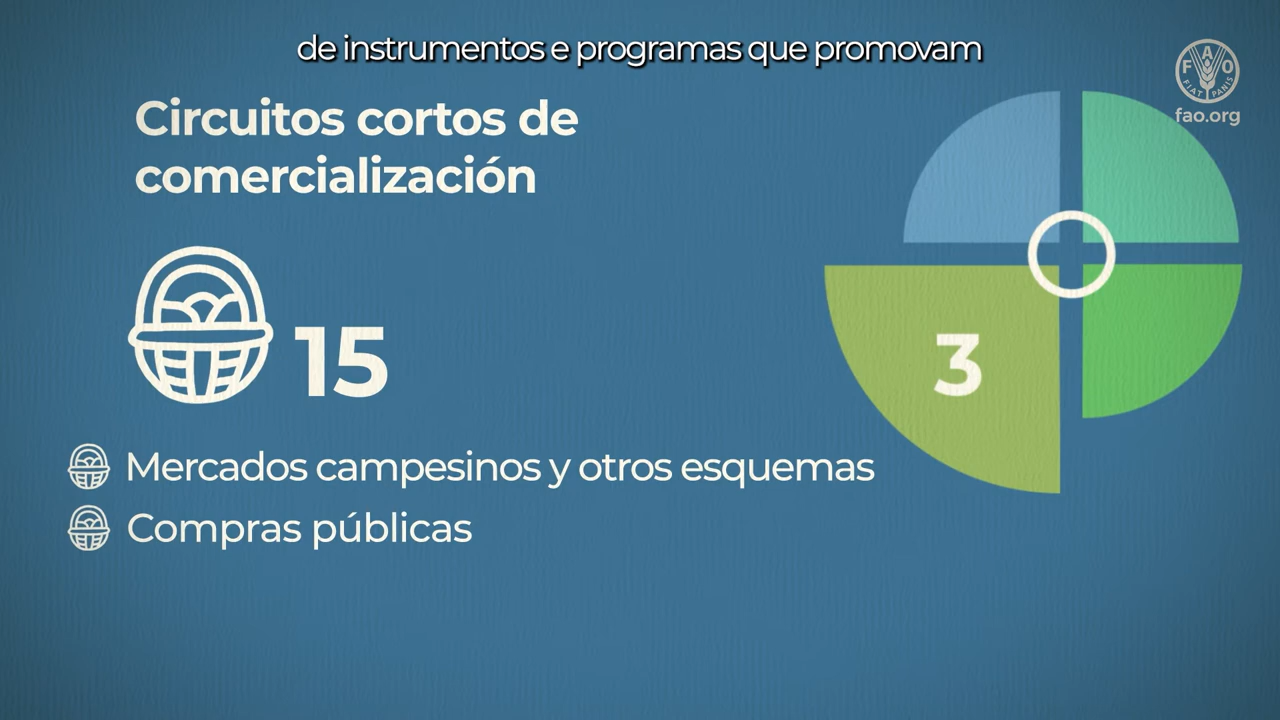 de instrumentos e programas que promovam
FAO
FIAT PANIS
fao.org
Circuitos cortos de
comercialización
15
3
Mercados campesinos y otros esquemas
Compras públicas